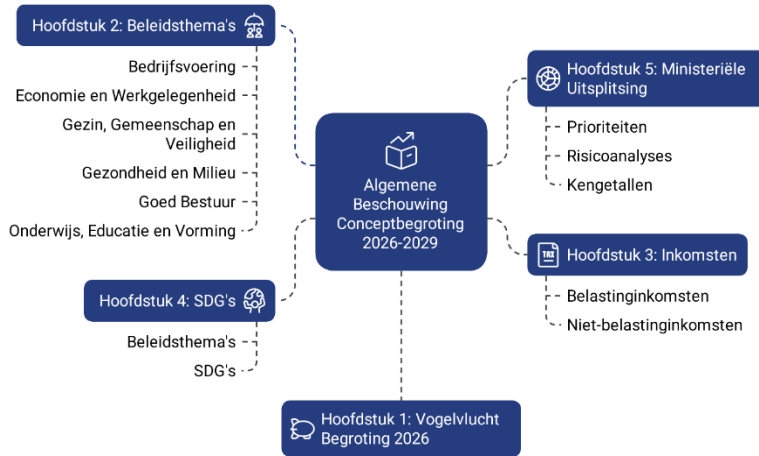 Hoofdstuk 2: Beleidsthema's
Bedrijfsvoering
Economie en Werkgelegenheid
Gezin, Gemeenschap en
Veiligheid
Gezondheid en Milieu
Goed Bestuur
Onderwijs, Educatie en Vorming
Hoofdstuk 4: SDG's
Beleidsthema's
SDG's
Algemene
Beschouwing
Conceptbegroting
2026-2029
Hoofdstuk 5: Ministeriële
Uitsplitsing
Prioriteiten
Risicoanalyses
Kengetallen
TAX
Hoofdstuk 3: Inkomsten
Belastinginkomsten
Niet-belastinginkomsten
Hoofdstuk 1: Vogelvlucht
Begroting 2026